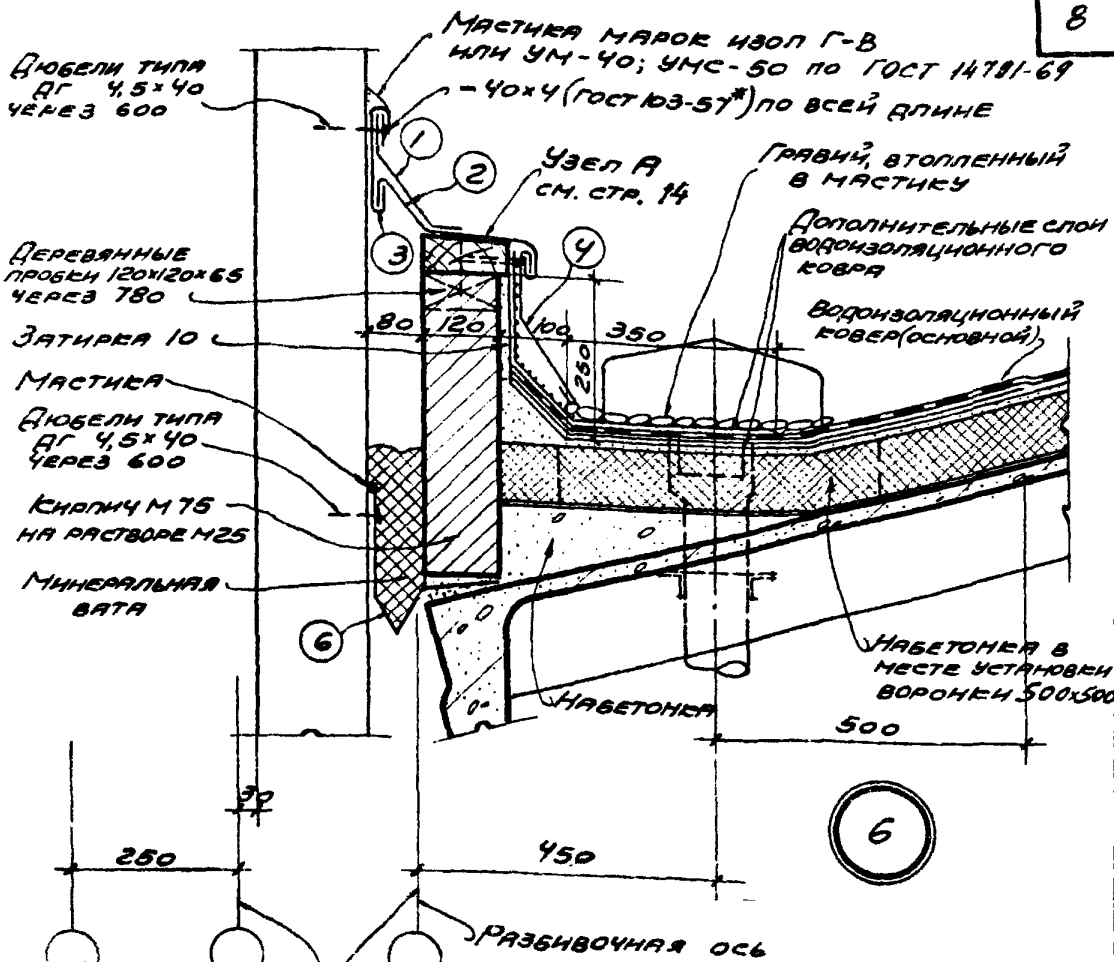 8
Мастика марок изол Г-В
или УМ-40; УМС-50 по ГОСТ 14791-69
Дюбели типа
ДГ 4,5×40
через 600
– 40×4 (ГОСТ 103-57*) по всей длине
1
2
3
Узел А
см. стр. 14
4
Гравий, втопленный
в мастику
Дополнительные слои
водоизоляционного
ковра
Водоизоляционный
ковер (основной)
Деревянные
пробки 120×120×65
через 780
80
120
100
350
250
Затирка 10
Мастика
Дюбели типа
ДГ 4,5×40
через 600
Кирпич М 75
на растворе М25
Минеральная
вата
6
Набетонка
Набетонка в
месте установки
воронки 500×500
500
30
250
450
6
Разбивочная ось